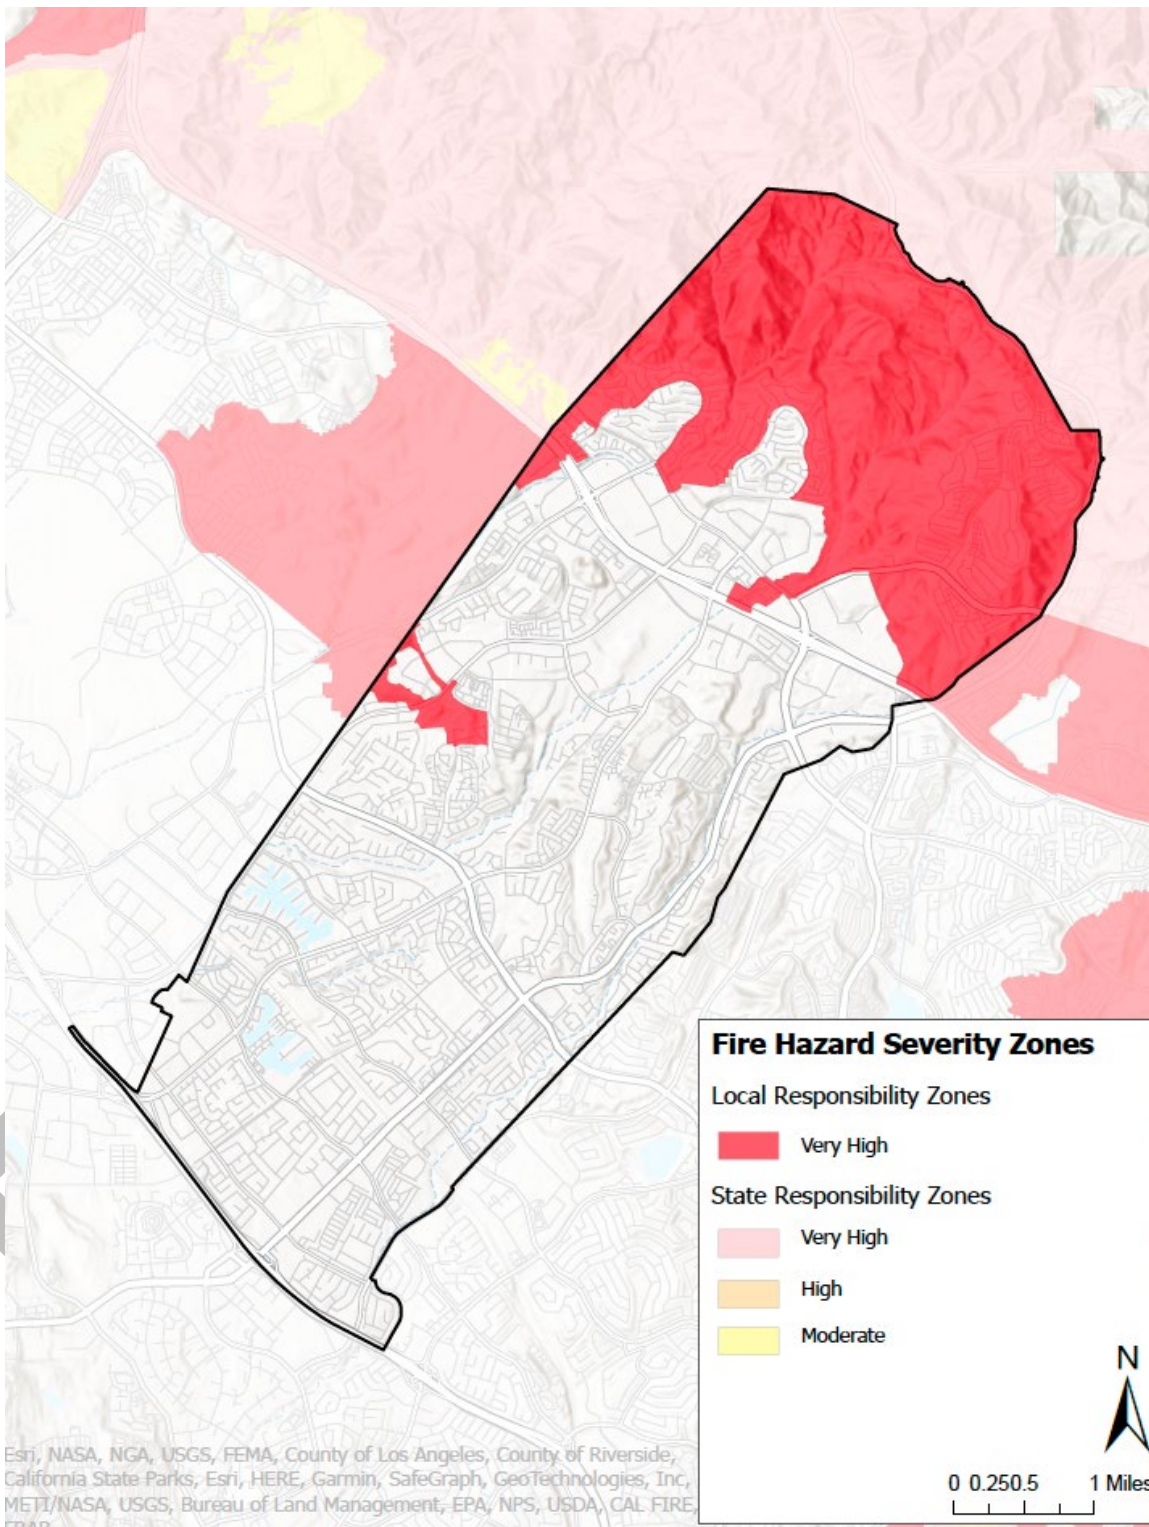 Fire Hazard Severity Zones
Local Responsibility Zones
Very High
State Responsibility Zones
Very High
High
Moderate
N
0 0.250.5 1 Miles
Esri, NASA, NGA, USGS, FEMA, County of Los Angeles, County of Riverside,
California State Parks, Esri, HERE, Garmin, SafeGraph, GeoTechnologies, Inc,
METI/NASA, USGS, Bureau of Land Management, EPA, NPS, USDA, CAL FIRE,